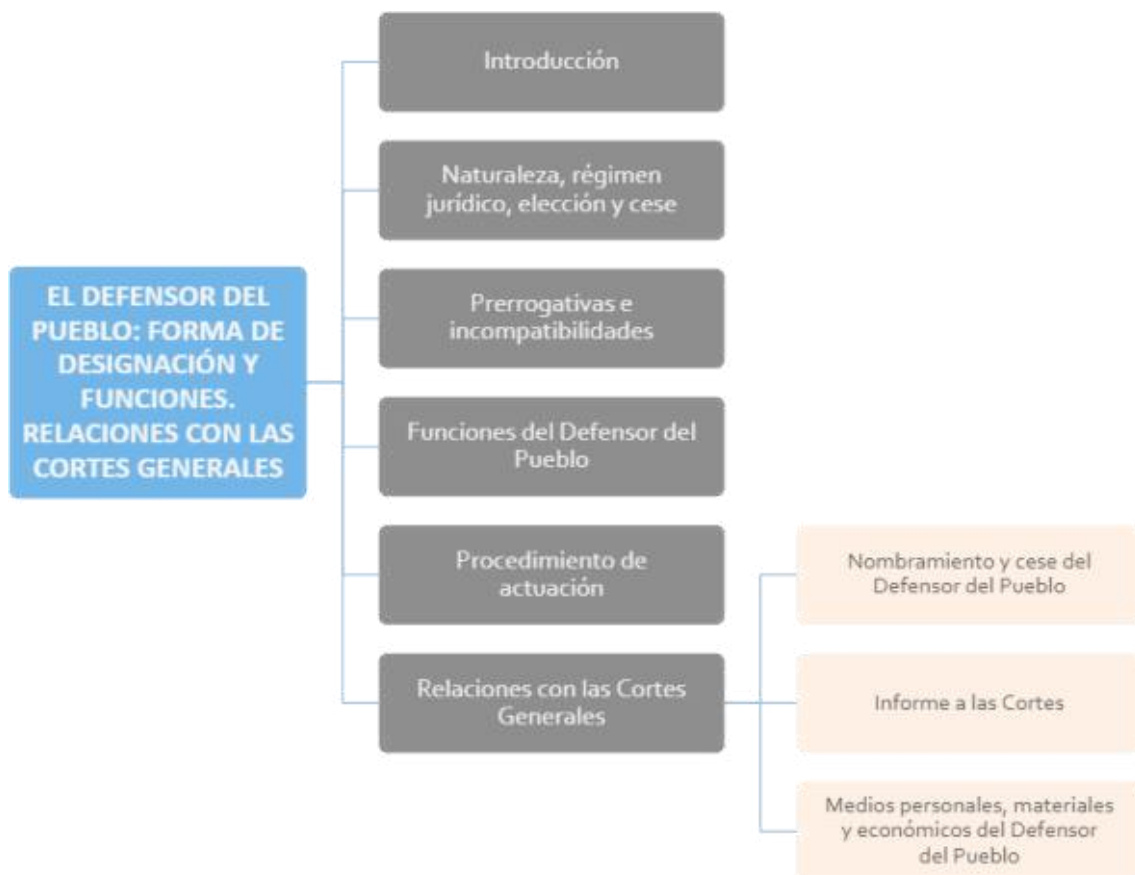 EL DEFENSOR DEL
PUEBLO: FORMA DE
DESIGNACIÓN Y
FUNCIONES.
RELACIONES CON LAS
CORTES GENERALES
Introducción
Naturaleza, régimen
jurídico, elección y cese
Prerrogativas e
incompatibilidades
Funciones del Defensor del
Pueblo
Procedimiento de
actuación
Relaciones con las Cortes
Generales
Nombramiento y cese del
Defensor del Pueblo
Informe a las Cortes
Medios personales, materiales
y económicos del Defensor
del Pueblo